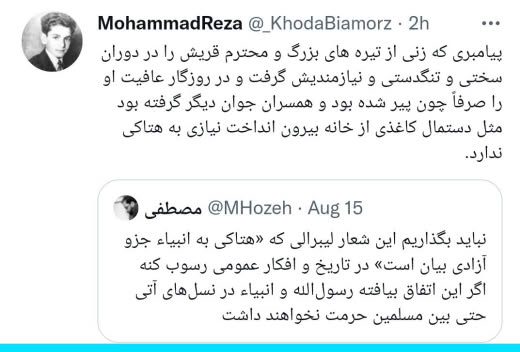 MohammadReza @_KhodaBiamorz · 2h
پیامبری که زنی از تیره های بزرگ و محترم قریش را در دوران
سختی و تنگدستی و نیازمندیش گرفت و در روزگار عافیت او
را صرفاً چون پیر شده بود و همسران جوان دیگر گرفته بود
مثل دستمال کاغذی از خانه بیرون انداخت نیازی به هتاکی
ندارد.
مصطفی @MHozeh · Aug 15
نباید بگذاریم این شعار لیبرالی که «هتاکی به انبیاء جزو
آزادی بیان است» در تاریخ و افکار عمومی رسوب کنه
اگر این اتفاق بیافته رسول‌الله و انبیاء در نسل‌های آتی
حتی بین مسلمین حرمت نخواهند داشت